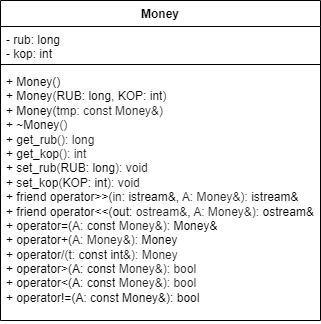 Money
- rub: long
- kop: int
+ Money()
+ Money(RUB: long, KOP: int)
+ Money(tmp: const Money&)
+ ~Money()
+ get_rub(): long
+ get_kop(): int
+ set_rub(RUB: long): void
+ set_kop(KOP: int): void
+ friend operator>>(in: istream&, A: Money&): istream&
+ friend operator<<(out: ostream&, A: Money&): ostream&
+ operator=(A: const Money&): Money&
+ operator+(A: Money&): Money
+ operator/(t: const int&): Money
+ operator>(A: const Money&): bool
+ operator<(A: const Money&): bool
+ operator!=(A: const Money&): bool